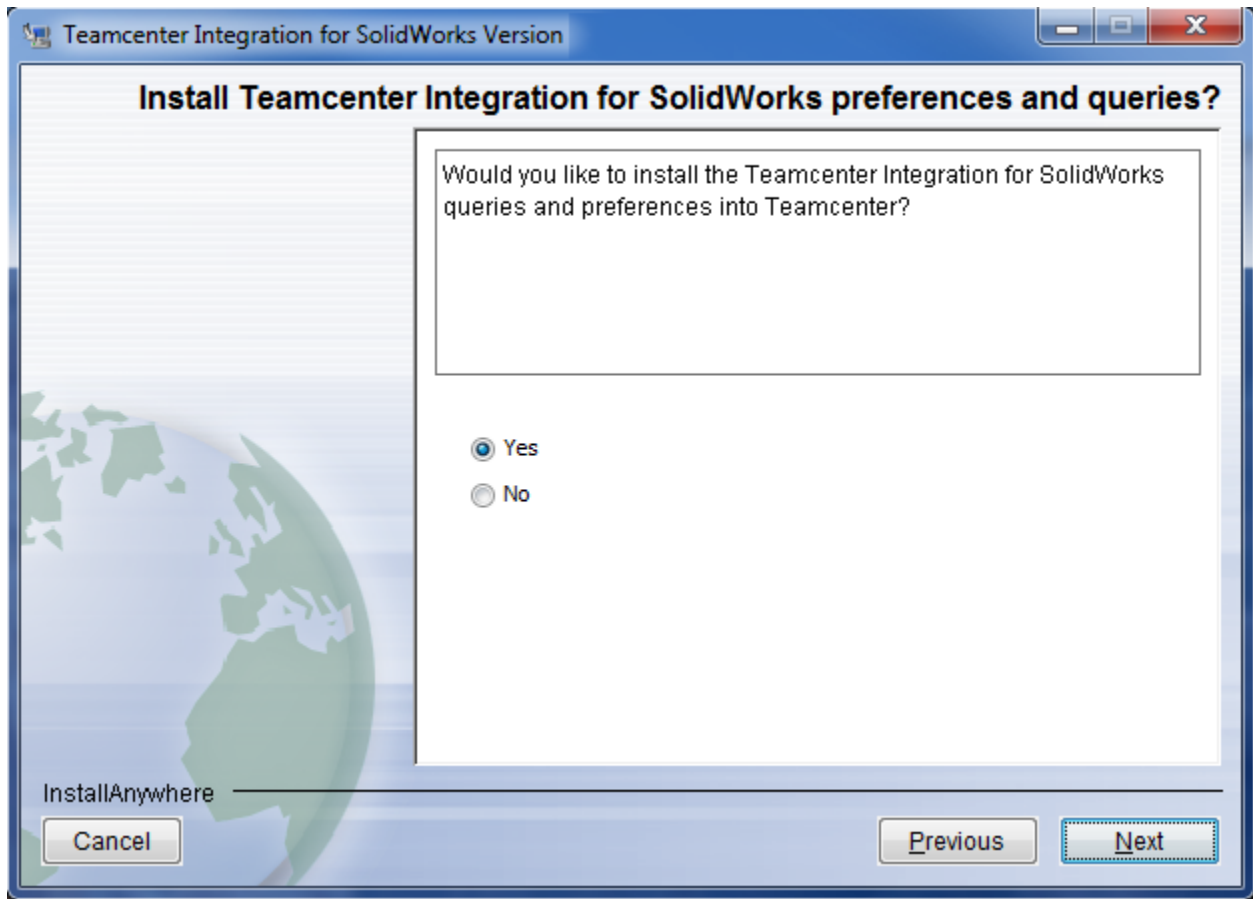 Teamcenter Integration for SolidWorks Version
Install Teamcenter Integration for SolidWorks preferences and queries?
Would you like to install the Teamcenter Integration for SolidWorks
queries and preferences into Teamcenter?
Yes
No
InstallAnywhere
Cancel
Previous
Next